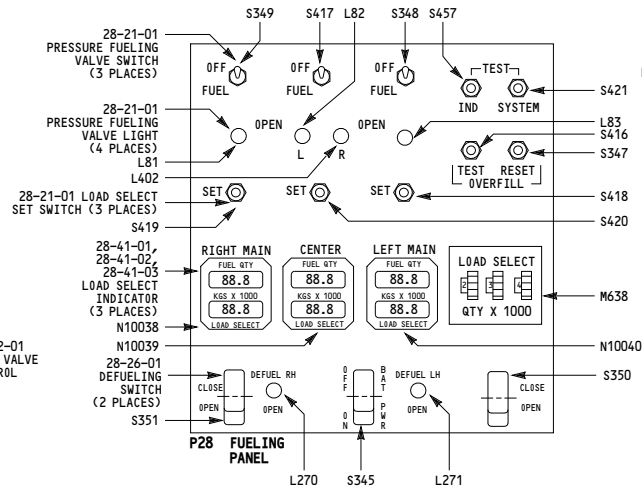 S349 S417 L82 S348 S457
28-21-01
PRESSURE FUELING
VALVE SWITCH
(3 PLACES)
OFF OFF OFF
FUEL FUEL FUEL
TEST
IND SYSTEM
S421
28-21-01
PRESSURE FUELING
VALVE LIGHT
(4 PLACES)
OPEN OPEN
L R
L83
S416
L81
L402
TEST RESET
OVERFILL
S347
28-21-01 LOAD SELECT
SET SWITCH (3 PLACES)
SET SET SET
S418
S419
S420
28-41-01,
28-41-02,
28-41-03
LOAD SELECT
INDICATOR
(3 PLACES)
RIGHT MAIN CENTER LEFT MAIN
FUEL QTY FUEL QTY FUEL QTY
88.8 88.8 88.8
KGS X 1000 KGS X 1000 KGS X 1000
88.8 88.8 88.8
LOAD SELECT LOAD SELECT LOAD SELECT
LOAD SELECT
2 3 4
QTY X 1000
M638
N10038
N10039
N10040
2-01
VALVE
ROL
28-26-01
DEFUELING
SWITCH
(2 PLACES)
CLOSE
OPEN
DEFUEL RH
OPEN
OFF
ON
BAT
PWR
DEFUEL LH
OPEN
CLOSE
OPEN
S350
S351
P28 FUELING
PANEL
L270 S345 L271